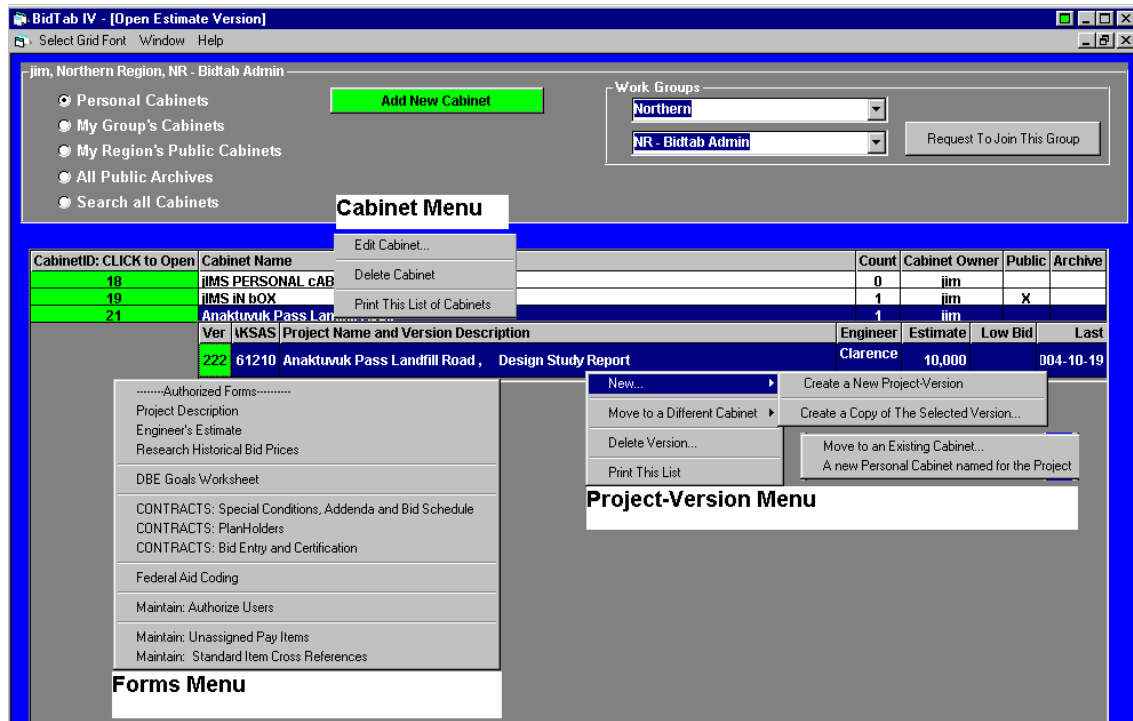 BidTab IV - [Open Estimate Version]
Select Grid Font Window Help
jim, Northern Region, NR - Bidtab Admin
Personal Cabinets
My Group's Cabinets
My Region's Public Cabinets
All Public Archives
Search all Cabinets
Add New Cabinet
Work Groups
Northern
NR - Bidtab Admin
Request To Join This Group
Cabinet Menu
Edit Cabinet...
Delete Cabinet
Print This List of Cabinets
CabinetID: CLICK to Open Cabinet Name Count Cabinet Owner Public Archive
18 jIMS PERSONAL cAB 0 jim
19 jIMS iN bOX 1 jim X
21 Anaktuvuk Pass 1 jim
Ver \KSAS Project Name and Version Description Engineer Estimate Low Bid Last
222 61210 Anaktuvuk Pass Landfill Road , Design Study Report Clarence 10,000 004-10-19
--------Authorized Forms----------
Project Description
Engineer's Estimate
Research Historical Bid Prices
DBE Goals Worksheet
CONTRACTS: Special Conditions, Addenda and Bid Schedule
CONTRACTS: PlanHolders
CONTRACTS: Bid Entry and Certification
Federal Aid Coding
Maintain: Authorize Users
Maintain: Unassigned Pay Items
Maintain: Standard Item Cross References
Forms Menu
New...
Move to a Different Cabinet
Delete Version...
Print This List
Create a New Project-Version
Create a Copy of The Selected Version...
Move to an Existing Cabinet...
A new Personal Cabinet named for the Project
Project-Version Menu